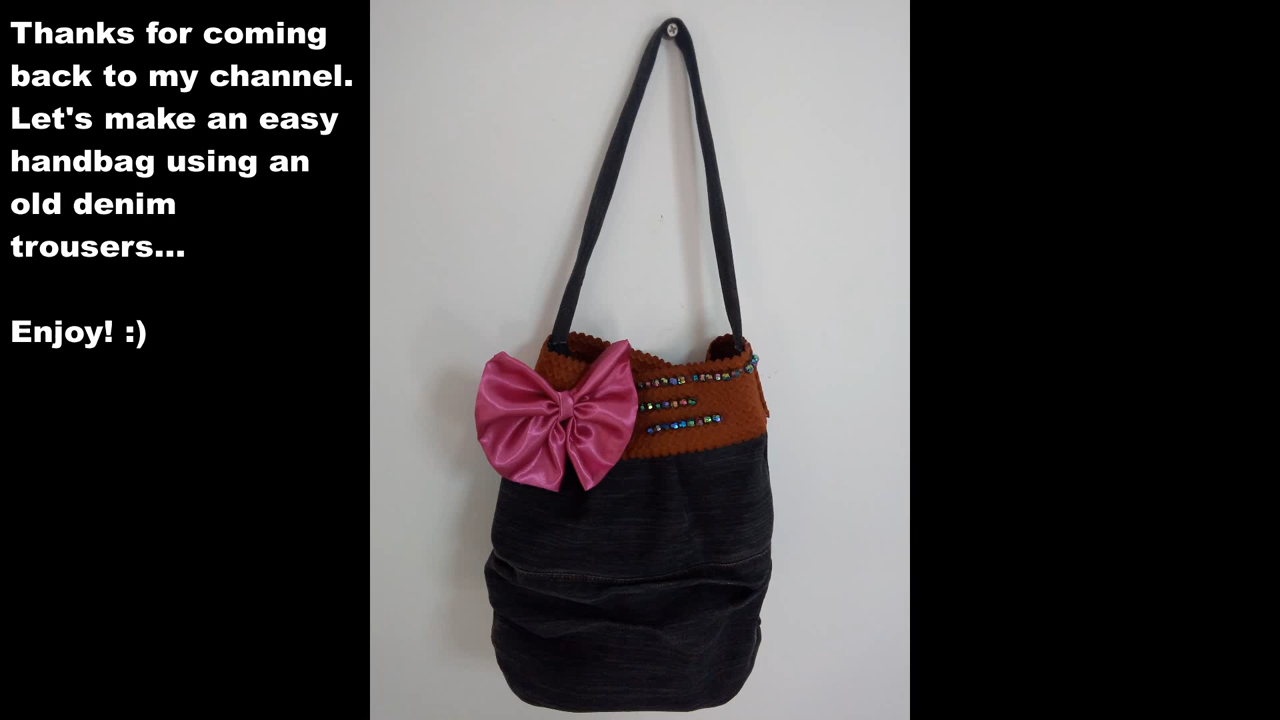 Thanks for coming
back to my channel.
Let's make an easy
handbag using an
old denim
trousers...
Enjoy! :)